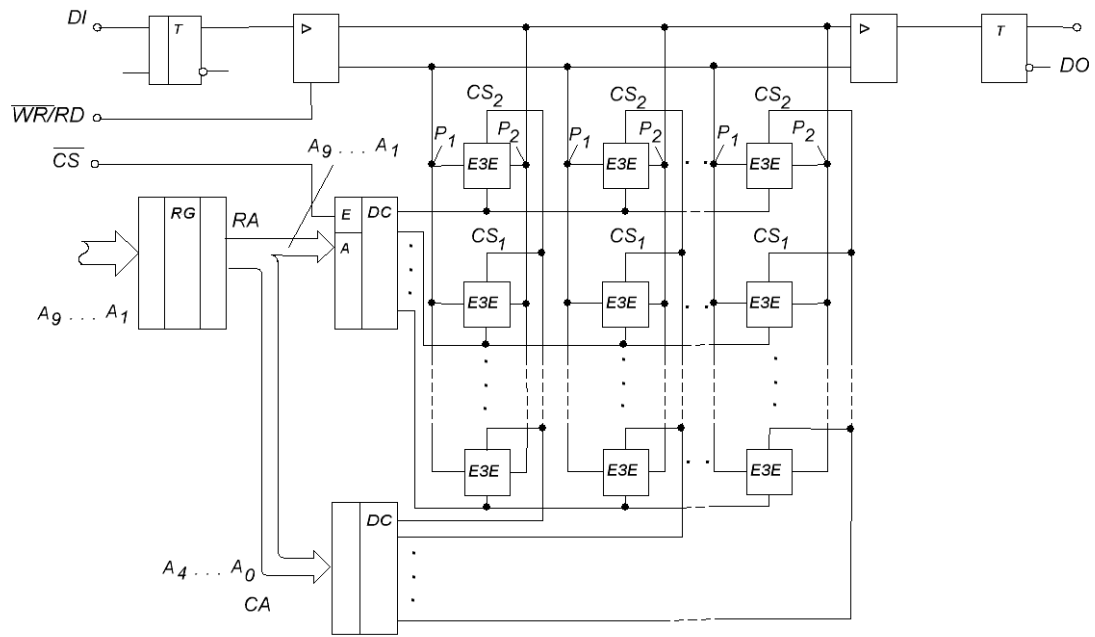 DI
T
▷
▷
T
DO
WR/RD
CS₂ CS₂ CS₂
P₁ P₂ P₁ P₂ P₁ P₂
CS
A₉ . . . A₁
E3E E3E E3E
RG
RA
E DC
A
CS₁ CS₁ CS₁
E3E E3E E3E
A₉ . . . A₁
E3E E3E E3E
DC
A₄ . . . A₀
CA